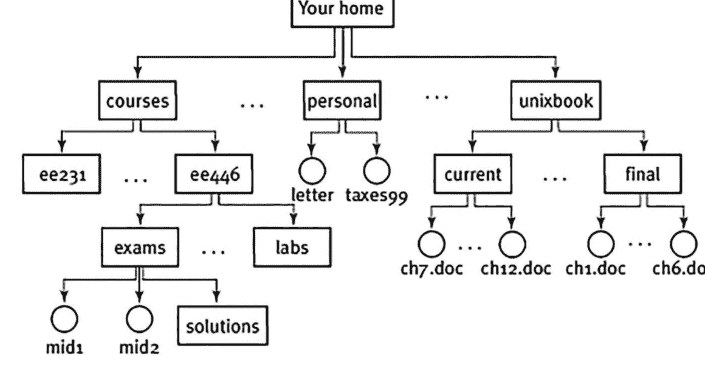 Your home
courses ... personal ... unixbook
ee231 ... ee446 letter taxes99 current ... final
exams ... labs ch7.doc ... ch12.doc ch1.doc ... ch6.do
mid1 mid2 solutions